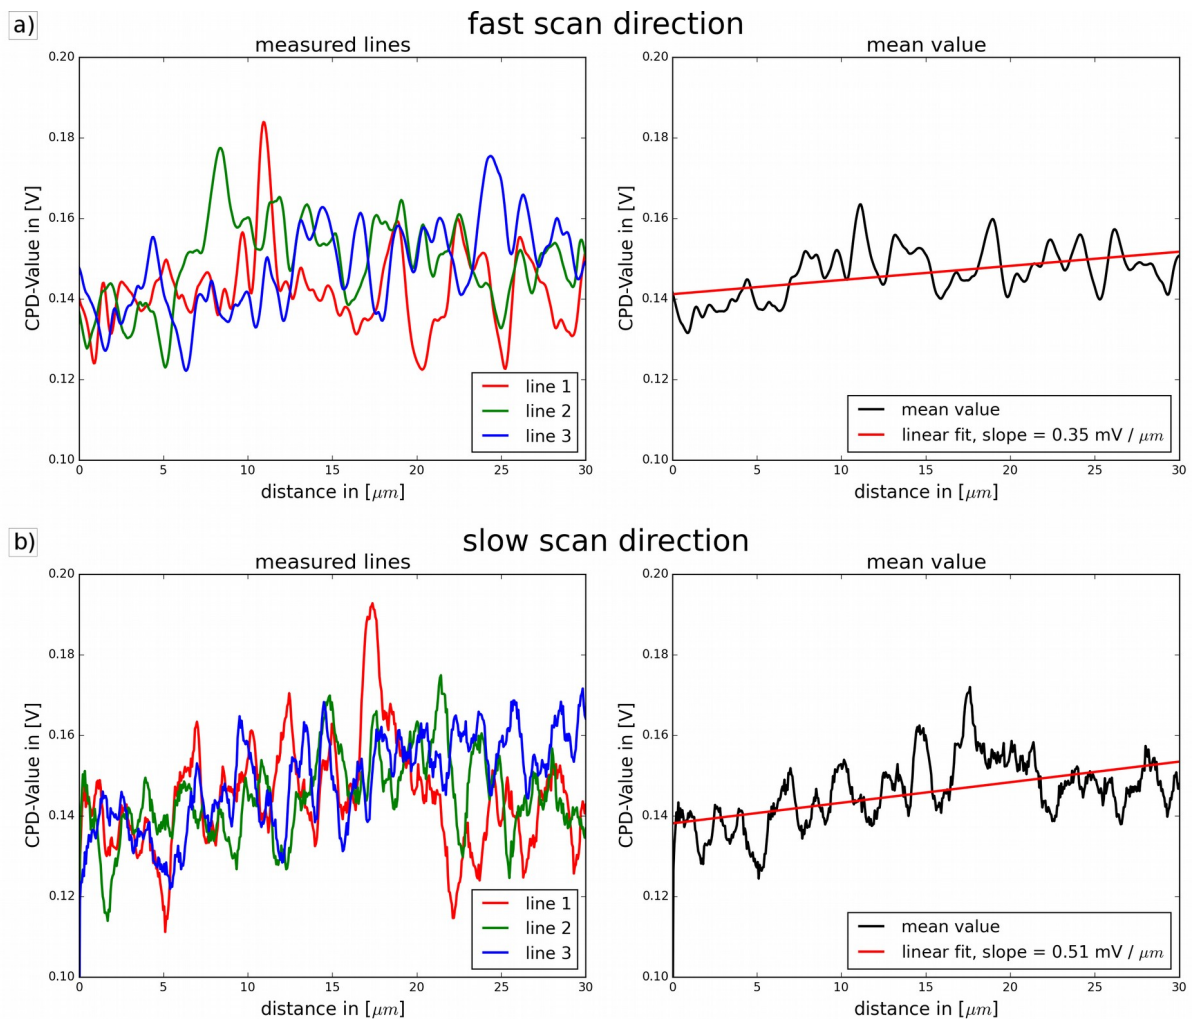 a)
fast scan direction
measured lines
mean value
CPD-Value in [V]
0.20
0.18
0.16
0.14
0.12
0.10
0 5 10 15 20 25 30
distance in [μm]
line 1
line 2
line 3
CPD-Value in [V]
0.20
0.18
0.16
0.14
0.12
0.10
0 5 10 15 20 25 30
distance in [μm]
mean value
linear fit, slope = 0.35 mV / μm
b)
slow scan direction
measured lines
mean value
CPD-Value in [V]
0.20
0.18
0.16
0.14
0.12
0.10
0 5 10 15 20 25 30
distance in [μm]
line 1
line 2
line 3
CPD-Value in [V]
0.20
0.18
0.16
0.14
0.12
0.10
0 5 10 15 20 25 30
distance in [μm]
mean value
linear fit, slope = 0.51 mV / μm